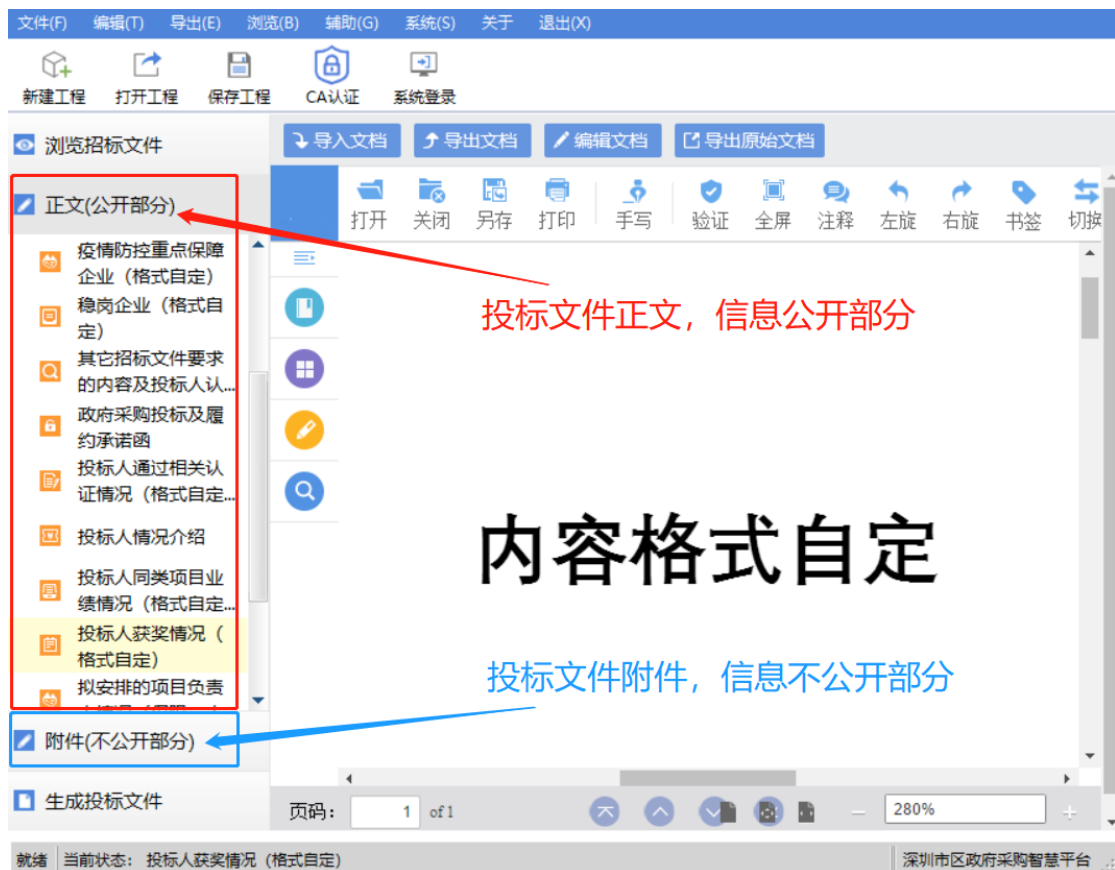 文件(F) 编辑(T) 导出(E) 浏览(B) 辅助(G) 系统(S) 关于 退出(X)
新建工程 打开工程 保存工程 CA认证 系统登录
浏览招标文件
导入文档 导出文档 编辑文档 导出原始文档
正文(公开部分)
打开 关闭 另存 打印 手写 验证 全屏 注释 左旋 右旋 书签 切换
疫情防控重点保障
企业（格式自定）
稳岗企业（格式自
定）
其它招标文件要求
的内容及投标人认...
政府采购投标及履
约承诺函
投标人通过相关认
证情况（格式自定...
投标人情况介绍
投标人同类项目业
绩情况（格式自定...
投标人获奖情况（
格式自定）
拟安排的项目负责
投标文件正文，信息公开部分
内容格式自定
投标文件附件，信息不公开部分
附件(不公开部分)
生成投标文件
页码： 1 of 1 280%
就绪 当前状态： 投标人获奖情况（格式自定） 深圳市区政府采购智慧平台